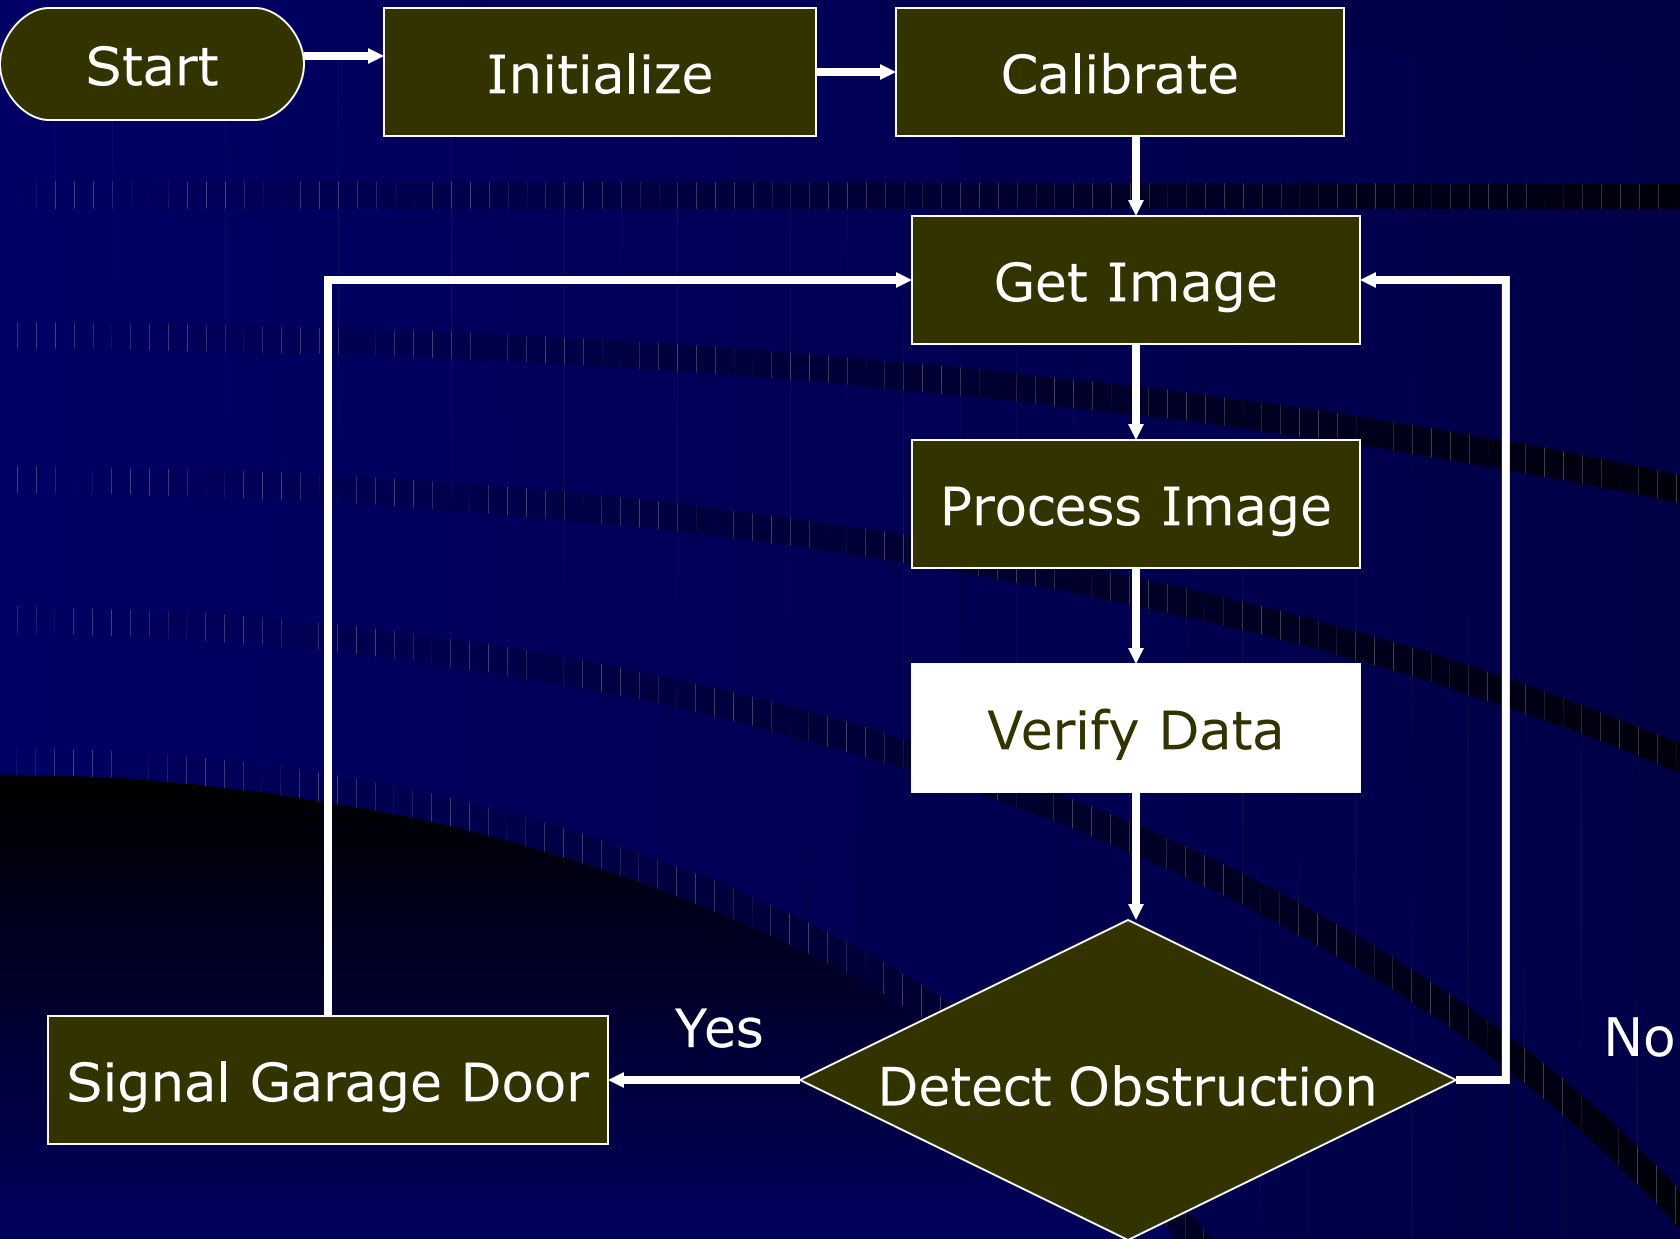 Start
Initialize
Calibrate
Get Image
Process Image
Verify Data
Detect Obstruction
Yes
No
Signal Garage Door